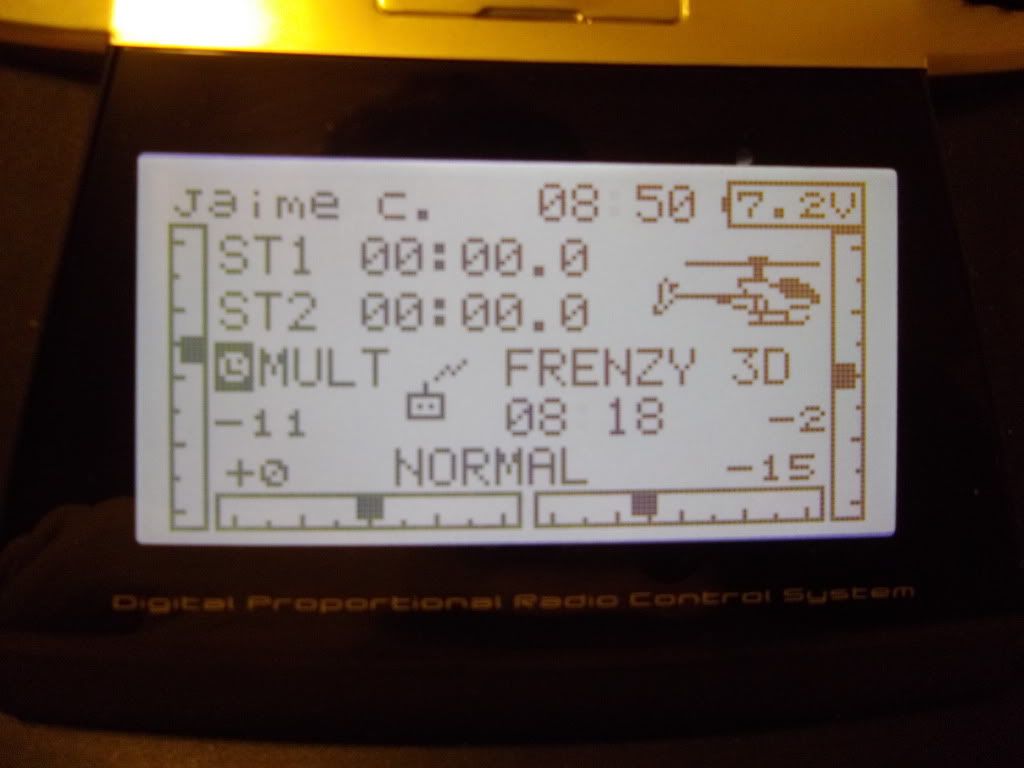 Jaime c. 08:50 7.2V
ST1 00:00.0
ST2 00:00.0
MULT FRENZY 3D
-11 08:18 -2
+0 NORMAL -15
Digital Proportional Radio Control System